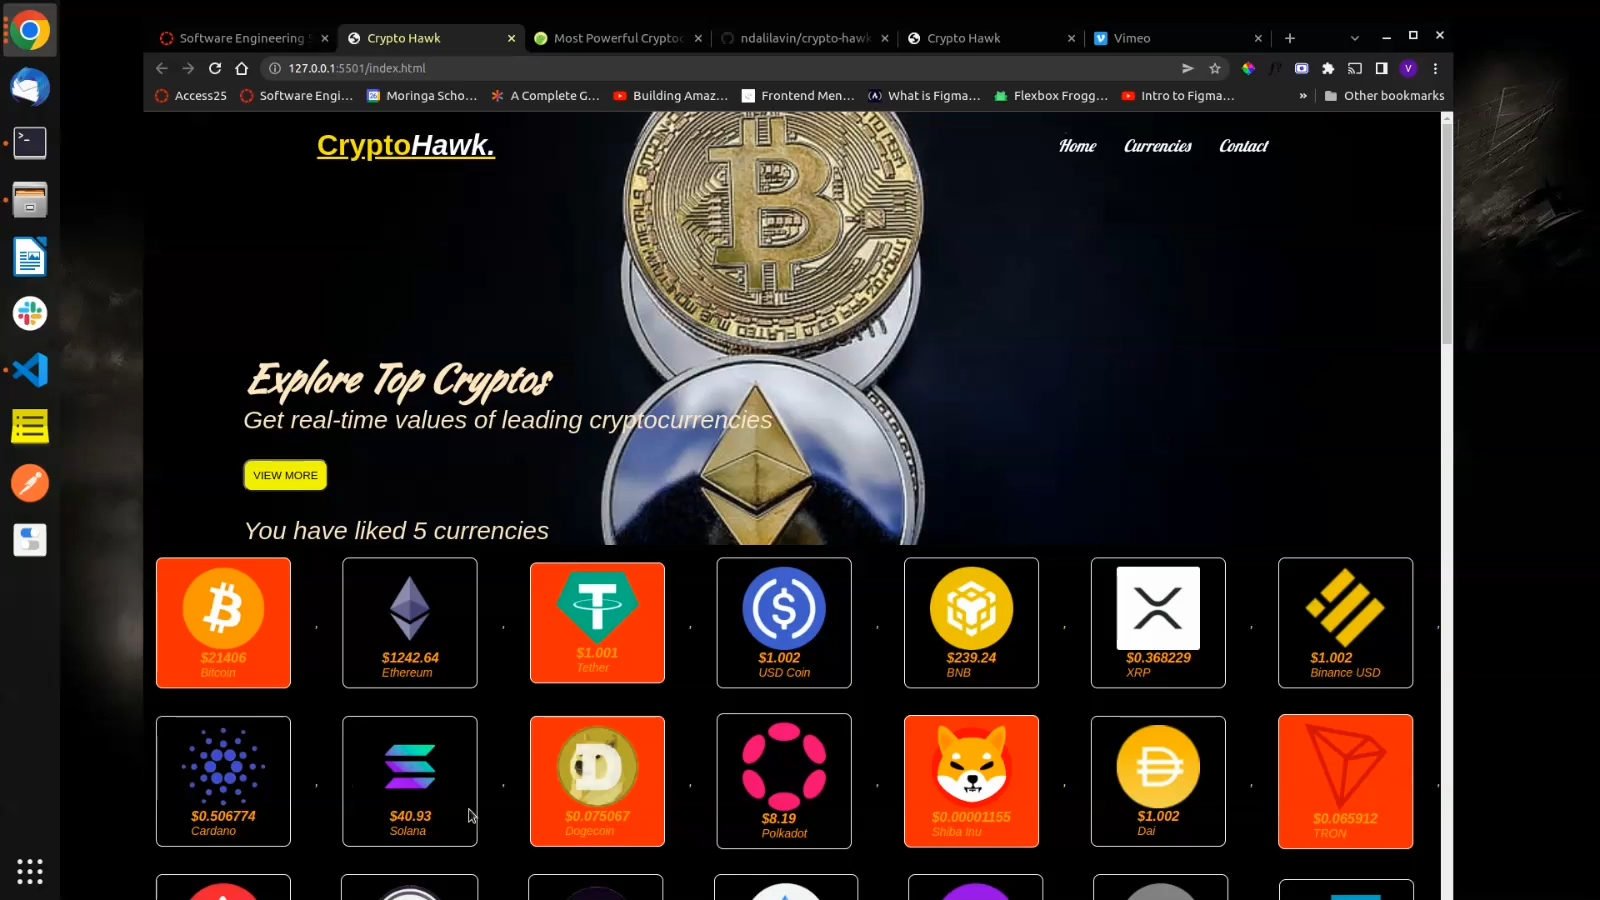 Software Engineering
Crypto Hawk
Most Powerful Cryptoc
ndalilavin/crypto-hawk
Crypto Hawk
Vimeo
127.0.0.1:5501/index.html
V
Access25
Software Engi...
Moringa Scho...
A Complete G...
Building Amaz...
Frontend Men...
What is Figma...
Flexbox Frogg...
Intro to Figma...
»
Other bookmarks
CryptoHawk.
Home
Currencies
Contact
Explore Top Cryptos
Get real-time values of leading cryptocurrencies
VIEW MORE
You have liked 5 currencies
$21406
Bitcoin
,
$1242.64
Ethereum
,
$1.001
Tether
,
$1.002
USD Coin
,
$239.24
BNB
,
$0.368229
XRP
,
$1.002
Binance USD
,
$0.506774
Cardano
,
$40.93
Solana
,
$0.075067
Dogecoin
,
$8.19
Polkadot
,
$0.00001155
Shiba Inu
,
$1.002
Dai
,
$0.065912
TRON
,